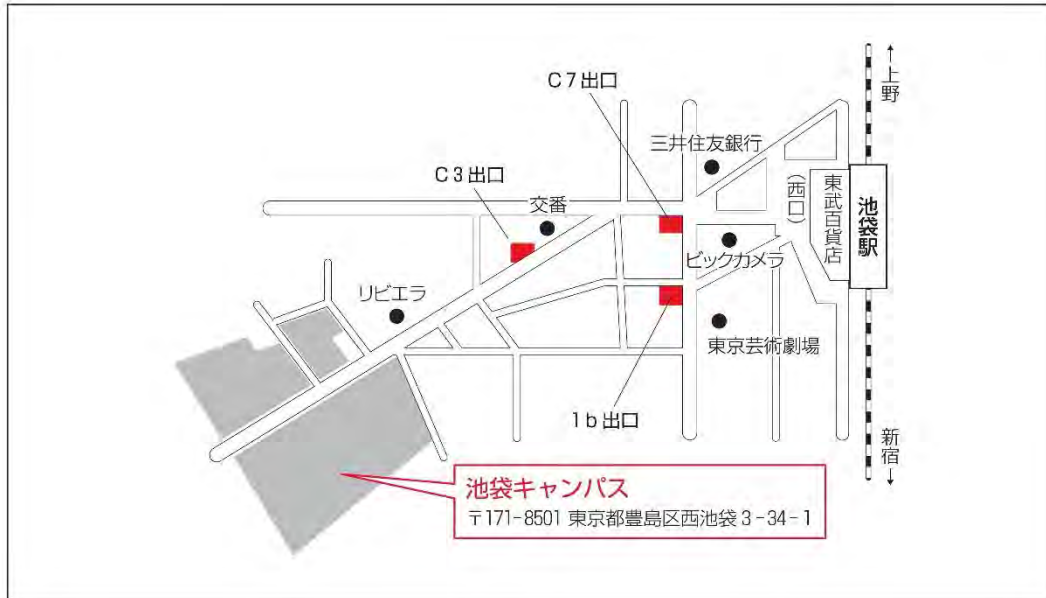 C7出口
↑上野
三井住友銀行
C3出口
交番
(西口)
東武百貨店
池袋駅
ビックカメラ
リビエラ
東京芸術劇場
1b出口
新宿↓
池袋キャンパス
〒171-8501 東京都豊島区西池袋3-34-1